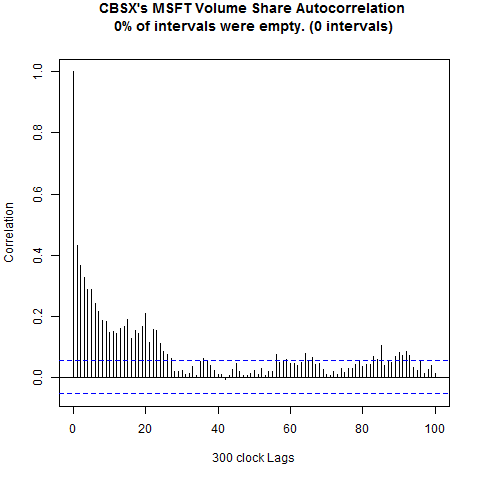 CBSX's MSFT Volume Share Autocorrelation
0% of intervals were empty. (0 intervals)
Correlation
1.0
0.8
0.6
0.4
0.2
0.0
0 20 40 60 80 100
300 clock Lags